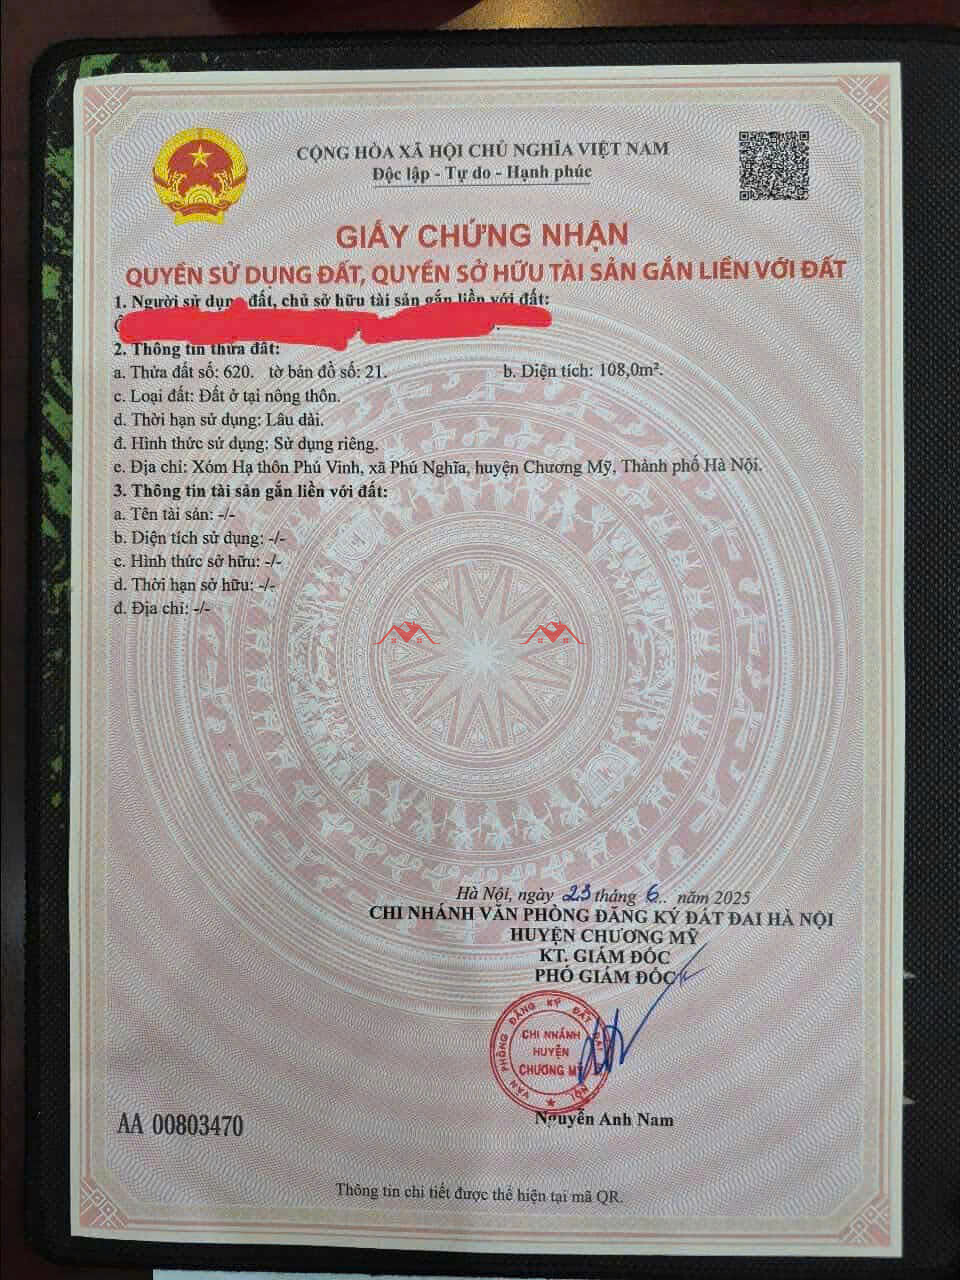 CỘNG HÒA XÃ HỘI CHỦ NGHĨA VIỆT NAM
Độc lập - Tự do - Hạnh phúc
GIẤY CHỨNG NHẬN
QUYỀN SỬ DỤNG ĐẤT, QUYỀN SỞ HỮU TÀI SẢN GẮN LIỀN VỚI ĐẤT
1. Người sử dụng đất, chủ sở hữu tài sản gắn liền với đất:
2. Thông tin thửa đất:
a. Thửa đất số: 620. tờ bản đồ số: 21. b. Diện tích: 108,0m².
c. Loại đất: Đất ở tại nông thôn.
d. Thời hạn sử dụng: Lâu dài.
đ. Hình thức sử dụng: Sử dụng riêng.
e. Địa chỉ: Xóm Hạ thôn Phú Vinh, xã Phú Nghĩa, huyện Chương Mỹ, Thành phố Hà Nội.
3. Thông tin tài sản gắn liền với đất:
a. Tên tài sản: -/-
b. Diện tích sử dụng: -/-
c. Hình thức sở hữu: -/-
d. Thời hạn sở hữu: -/-
đ. Địa chỉ: -/-
Hà Nội, ngày 23 tháng 6.. năm 2025
CHI NHÁNH VĂN PHÒNG ĐĂNG KÝ ĐẤT ĐAI HÀ NỘI
HUYỆN CHƯƠNG MỸ
KT. GIÁM ĐỐC
PHÓ GIÁM ĐỐC
VĂN PHÒNG ĐĂNG KÝ ĐẤT ĐAI HÀ NỘI
CHI NHÁNH
HUYỆN
CHƯƠNG MỸ
Nguyễn Anh Nam
AA 00803470
Thông tin chi tiết được thể hiện tại mã QR.